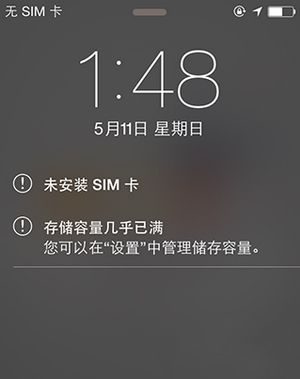 无 SIM 卡
1:48
5月11日 星期日
未安装 SIM 卡
存储容量几乎已满
您可以在“设置”中管理储存容量。